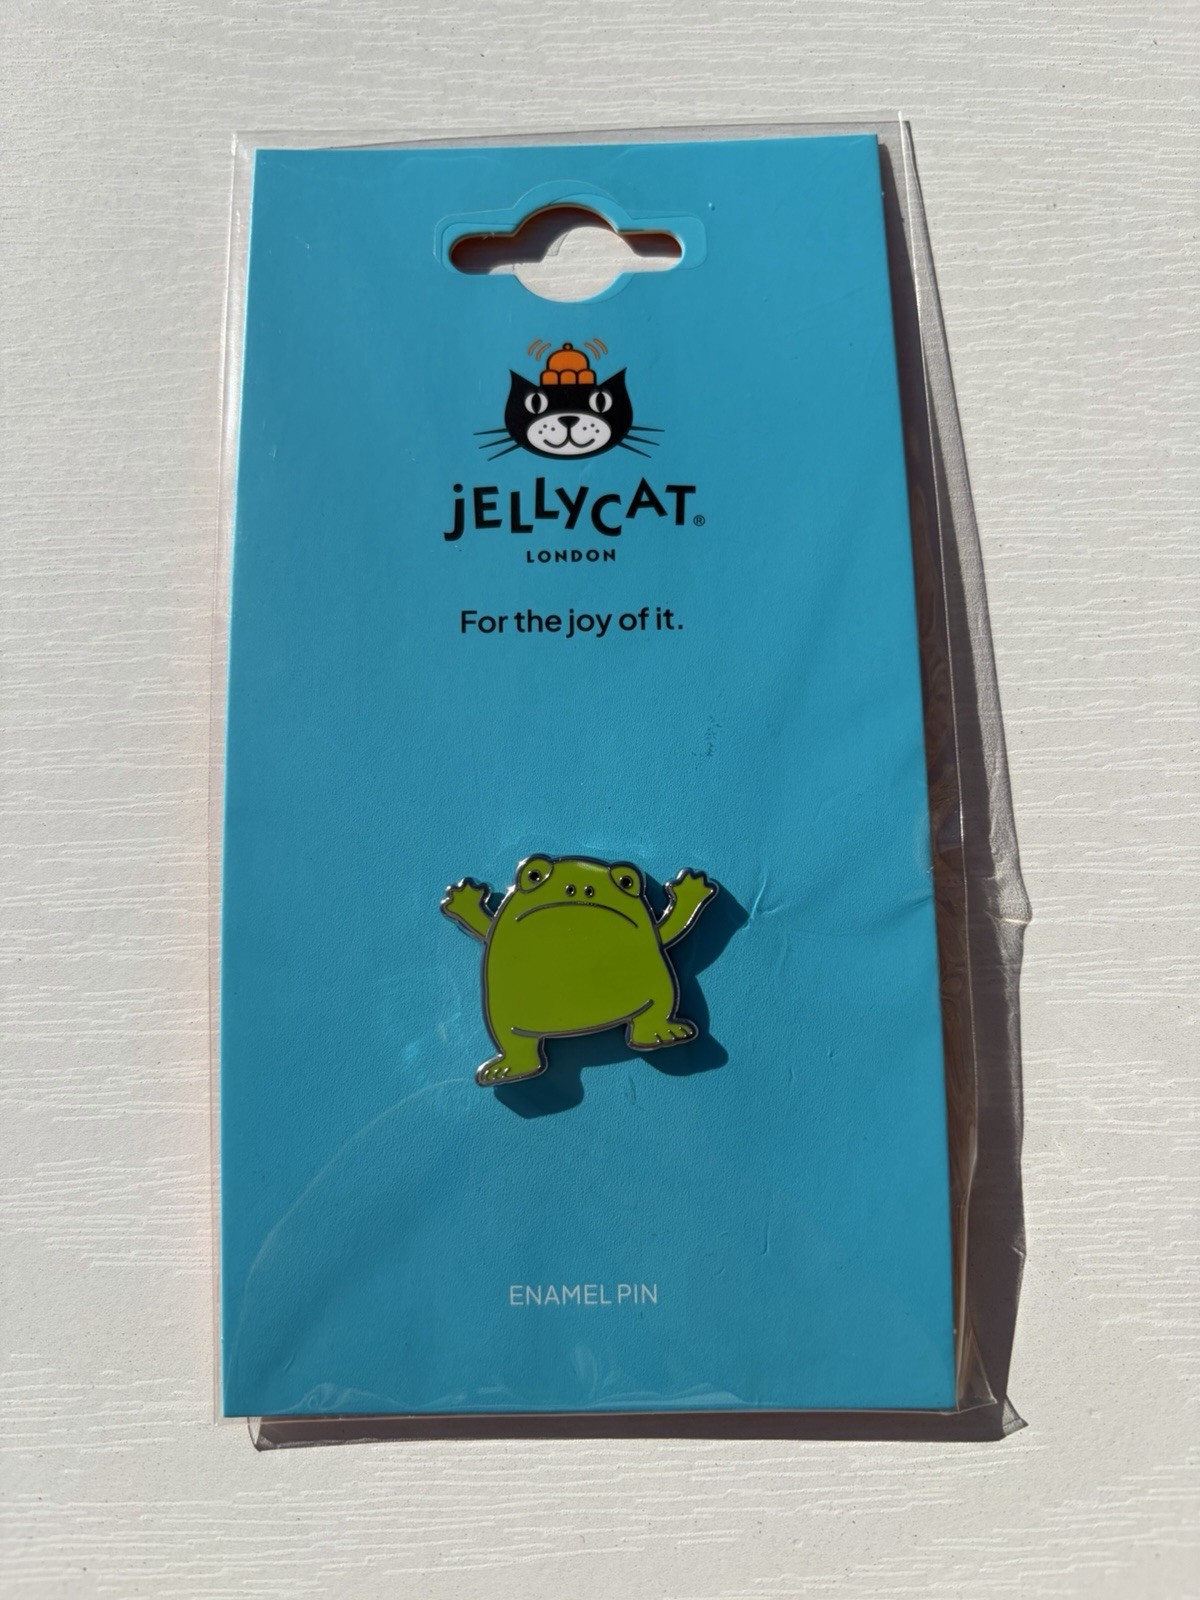 jELLYCAT®
LONDON
For the joy of it.
ENAMEL PIN